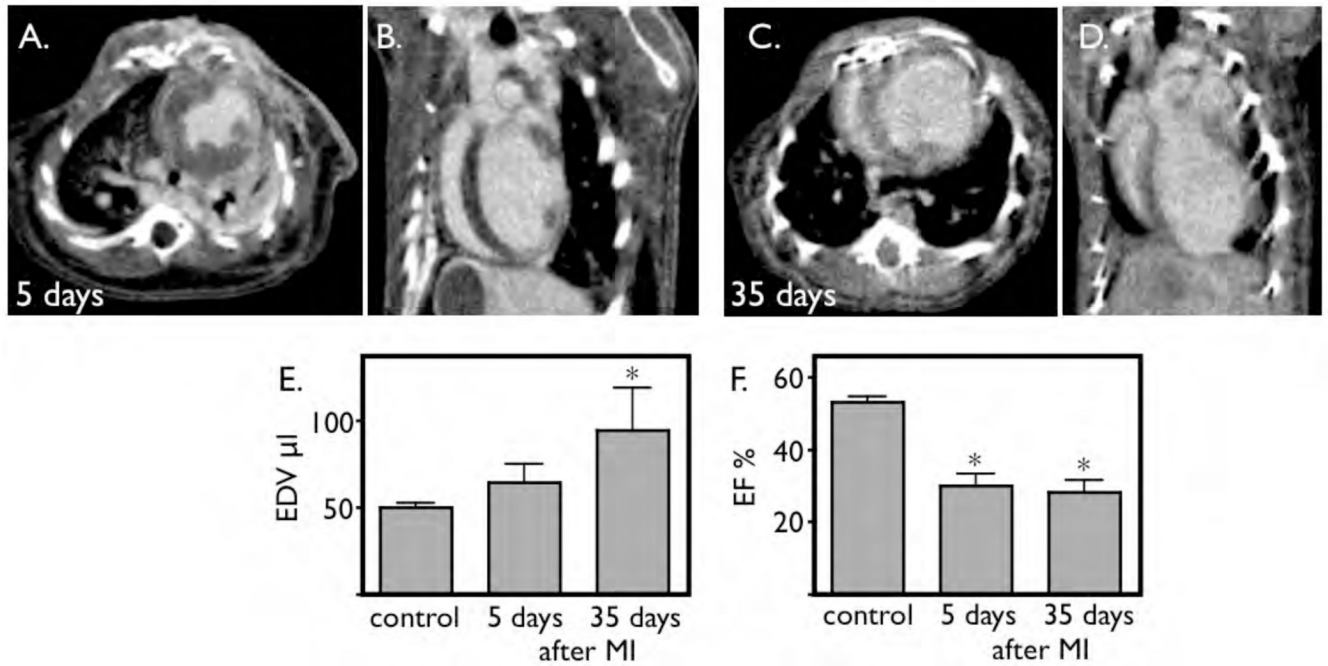 A.
B.
C.
D.
5 days
35 days
E.
EDV µl
100
50
*
control
5 days
35 days
after MI
F.
EF %
60
40
20
*
*
control
5 days
35 days
after MI